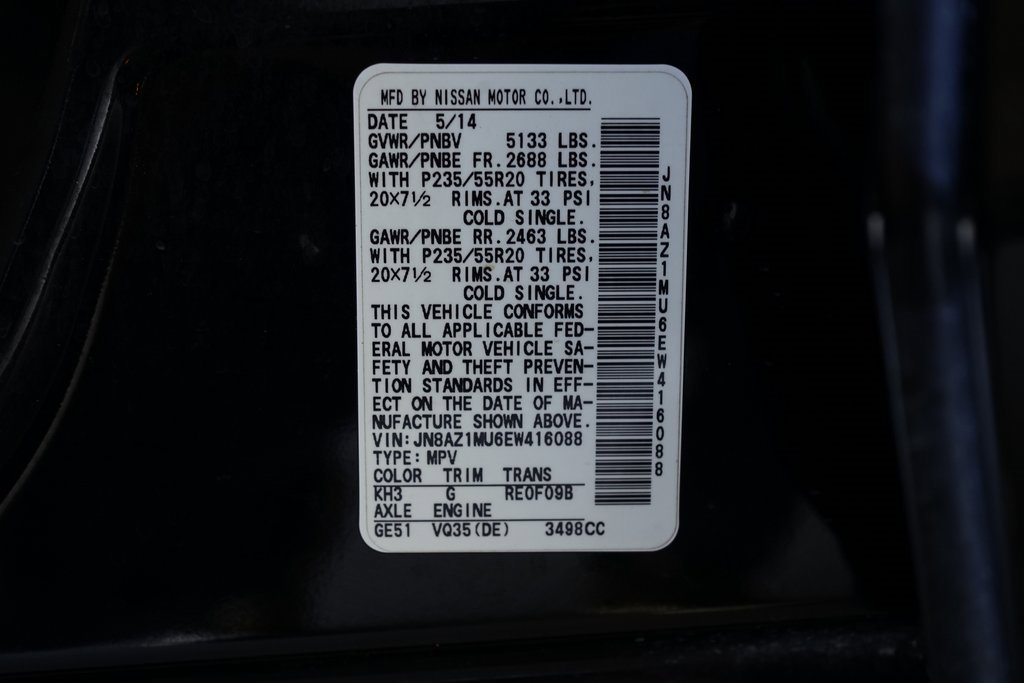 MFD BY NISSAN MOTOR CO.,LTD.
DATE 5/14
GVWR/PNBV 5133 LBS.
GAWR/PNBE FR.2688 LBS.
WITH P235/55R20 TIRES,
20×7½ RIMS.AT 33 PSI
COLD SINGLE.
GAWR/PNBE RR.2463 LBS.
WITH P235/55R20 TIRES,
20×7½ RIMS.AT 33 PSI
COLD SINGLE.
THIS VEHICLE CONFORMS
TO ALL APPLICABLE FED-
ERAL MOTOR VEHICLE SA-
FETY AND THEFT PREVEN-
TION STANDARDS IN EFF-
ECT ON THE DATE OF MA-
NUFACTURE SHOWN ABOVE.
VIN:JN8AZ1MU6EW416088
TYPE:MPV
COLOR TRIM TRANS
KH3 G RE0F09B
AXLE ENGINE
GE51 VQ35(DE) 3498CC
JN8AZ1MU6EW416088